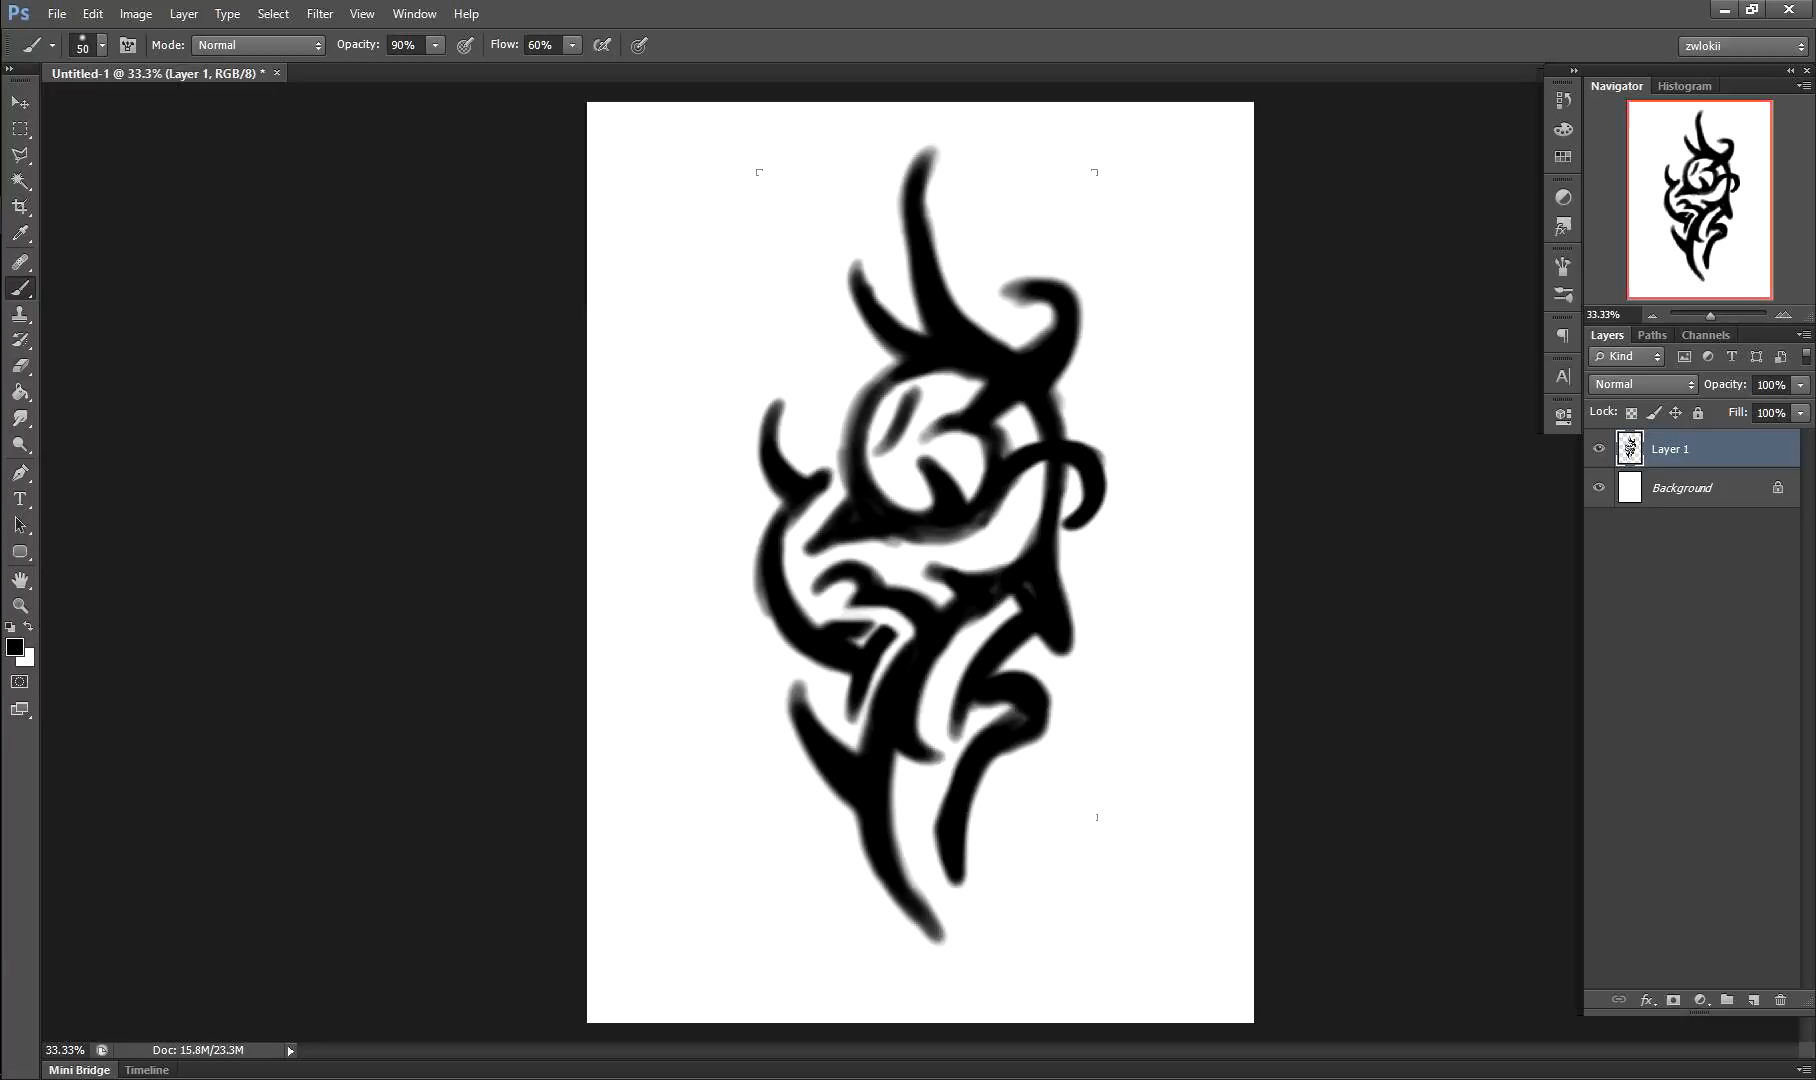 Ps File Edit Image Layer Type Select Filter View Window Help
50 Mode: Normal Opacity: 90% Flow: 60% zwlokii
Untitled-1 @ 33.3% (Layer 1, RGB/8) * ×
Navigator Histogram
33.33%
Layers Paths Channels
Kind T
Normal Opacity: 100%
Lock: Fill: 100%
Layer 1
Background
fx
33.33% Doc: 15.8M/23.3M
Mini Bridge Timeline